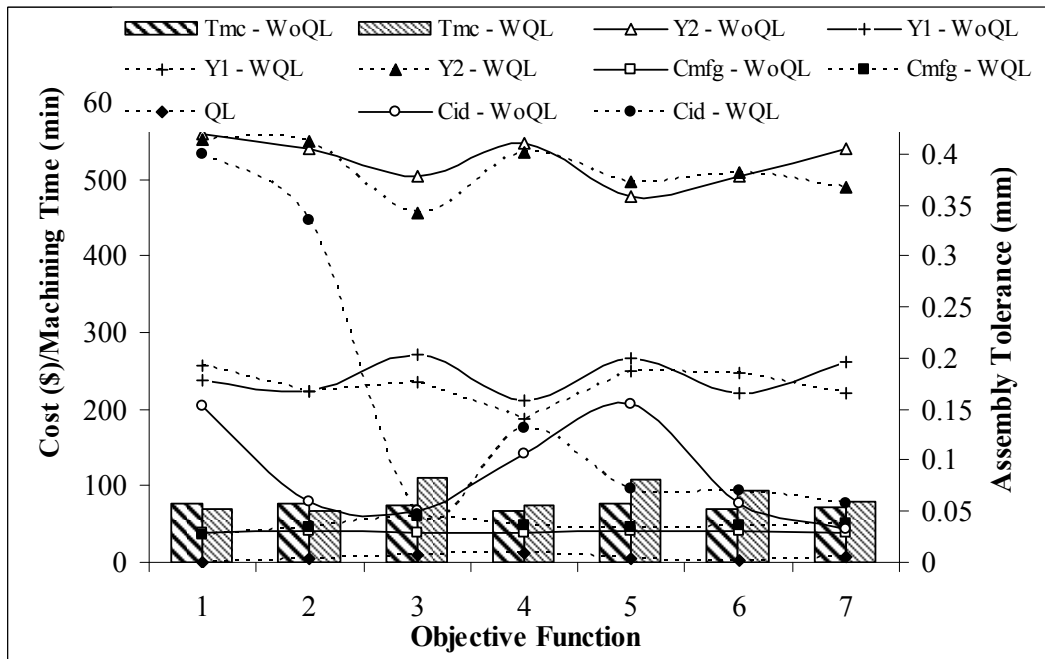 Tmc - WoQL Tmc - WQL Y2 - WoQL Y1 - WoQL
Y1 - WQL Y2 - WQL Cmfg - WoQL Cmfg - WQL
QL Cid - WoQL Cid - WQL
Cost ($)/Machining Time (min)
60
500
400
300
200
100
0
0.4
0.35
0.3
0.25
0.2
0.15
0.1
0.05
0
Assembly Tolerance (mm)
1 2 3 4 5 6 7
Objective Function